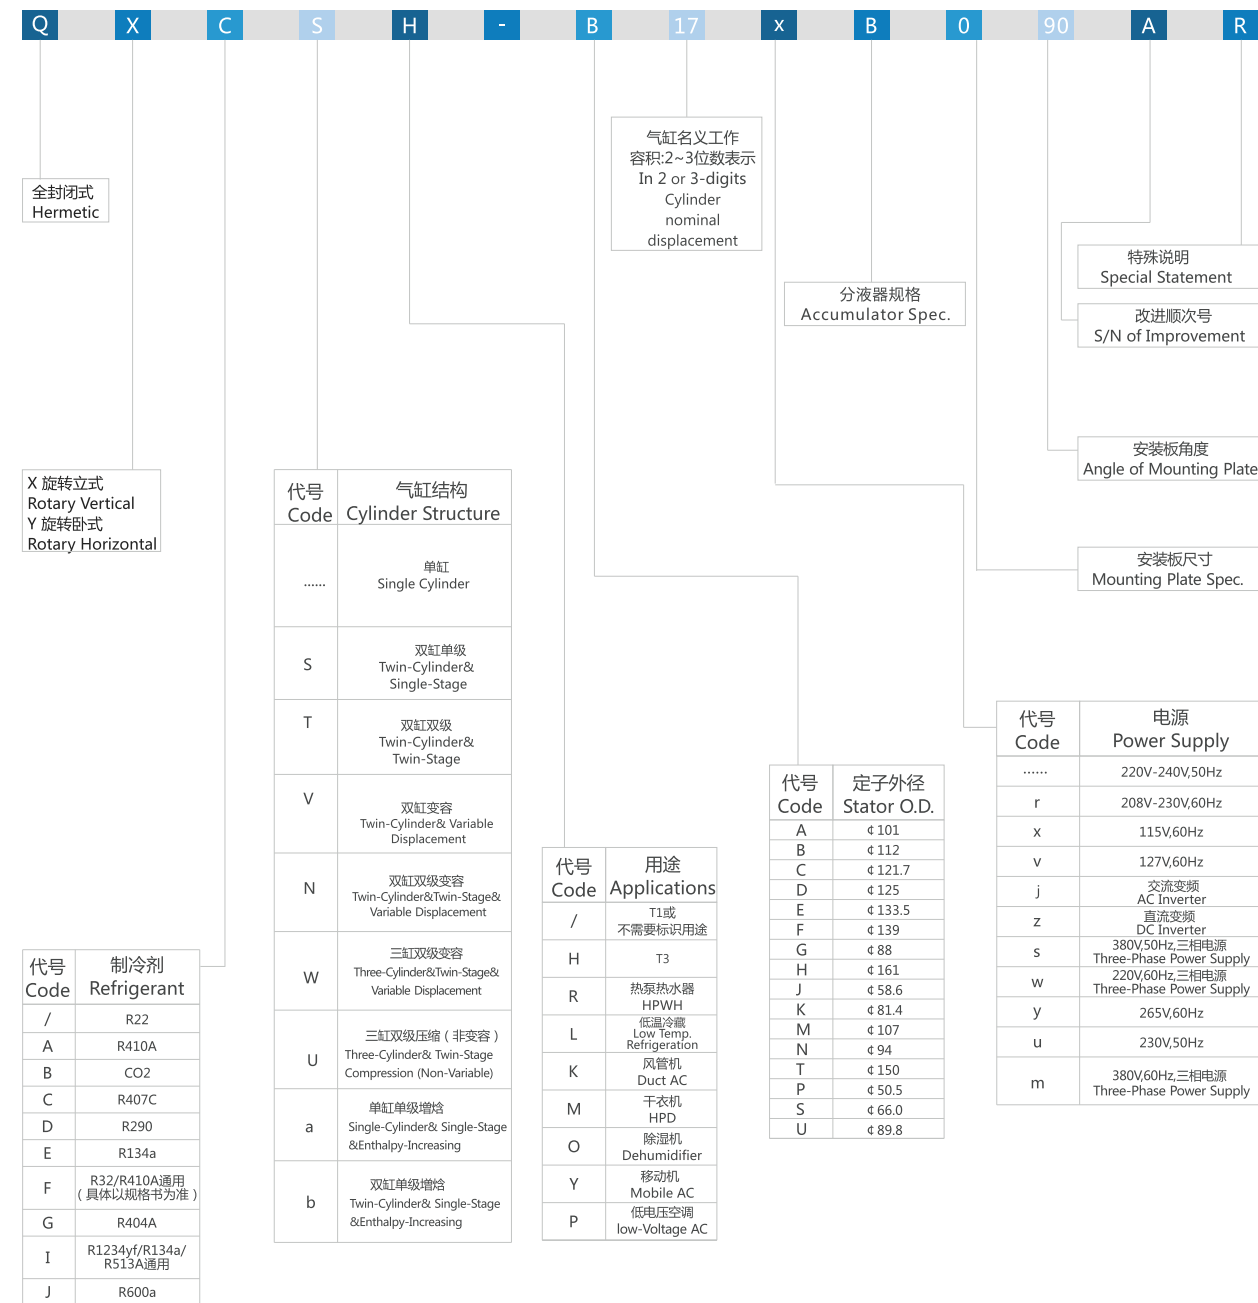 Q X C S H - B 17 x B 0 90 A R
全封闭式
Hermetic
气缸名义工作
容积:2~3位数表示
In 2 or 3-digits
Cylinder
nominal
displacement
分液器规格
Accumulator Spec.
特殊说明
Special Statement
改进顺次号
S/N of Improvement
安装板角度
Angle of Mounting Plate
安装板尺寸
Mounting Plate Spec.
X 旋转立式
Rotary Vertical
Y 旋转卧式
Rotary Horizontal
代号 制冷剂
Code Refrigerant
/ R22
A R410A
B CO2
C R407C
D R290
E R134a
F R32/R410A通用
(具体以规格书为准)
G R404A
I R1234yf/R134a/
R513A通用
J R600a
代号 气缸结构
Code Cylinder Structure
...... 单缸
Single Cylinder
S 双缸单级
Twin-Cylinder&
Single-Stage
T 双缸双级
Twin-Cylinder&
Twin-Stage
V 双缸变容
Twin-Cylinder& Variable
Displacement
N 双缸双级变容
Twin-Cylinder&Twin-Stage&
Variable Displacement
W 三缸双级变容
Three-Cylinder&Twin-Stage&
Variable Displacement
U 三缸双级压缩（非变容）
Three-Cylinder& Twin-Stage
Compression (Non-Variable)
a 单缸单级增焓
Single-Cylinder& Single-Stage
&Enthalpy-Increasing
b 双缸单级增焓
Twin-Cylinder& Single-Stage
&Enthalpy-Increasing
代号 用途
Code Applications
/ T1或
不需要标识用途
H T3
R 热泵热水器
HPWH
L 低温冷藏
Low Temp.
Refrigeration
K 风管机
Duct AC
M 干衣机
HPD
O 除湿机
Dehumidifier
Y 移动机
Mobile AC
P 低电压空调
low-Voltage AC
代号 定子外径
Code Stator O.D.
A ¢101
B ¢112
C ¢121.7
D ¢125
E ¢133.5
F ¢139
G ¢88
H ¢161
J ¢58.6
K ¢81.4
M ¢107
N ¢94
T ¢150
P ¢50.5
S ¢66.0
U ¢89.8
代号 电源
Code Power Supply
...... 220V-240V,50Hz
r 208V-230V,60Hz
x 115V,60Hz
v 127V,60Hz
j 交流变频
AC Inverter
z 直流变频
DC Inverter
s 380V,50Hz,三相电源
Three-Phase Power Supply
w 220V,60Hz,三相电源
Three-Phase Power Supply
y 265V,60Hz
u 230V,50Hz
m 380V,60Hz,三相电源
Three-Phase Power Supply